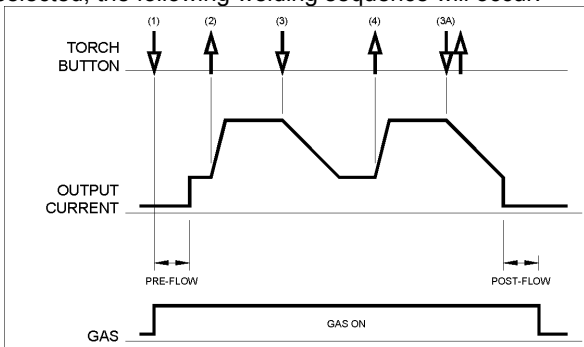 selected, the following welding sequence will occur:
(1) (2) (3) (4) (3A)
TORCH
BUTTON
OUTPUT
CURRENT
PRE-FLOW POST-FLOW
GAS ON
GAS